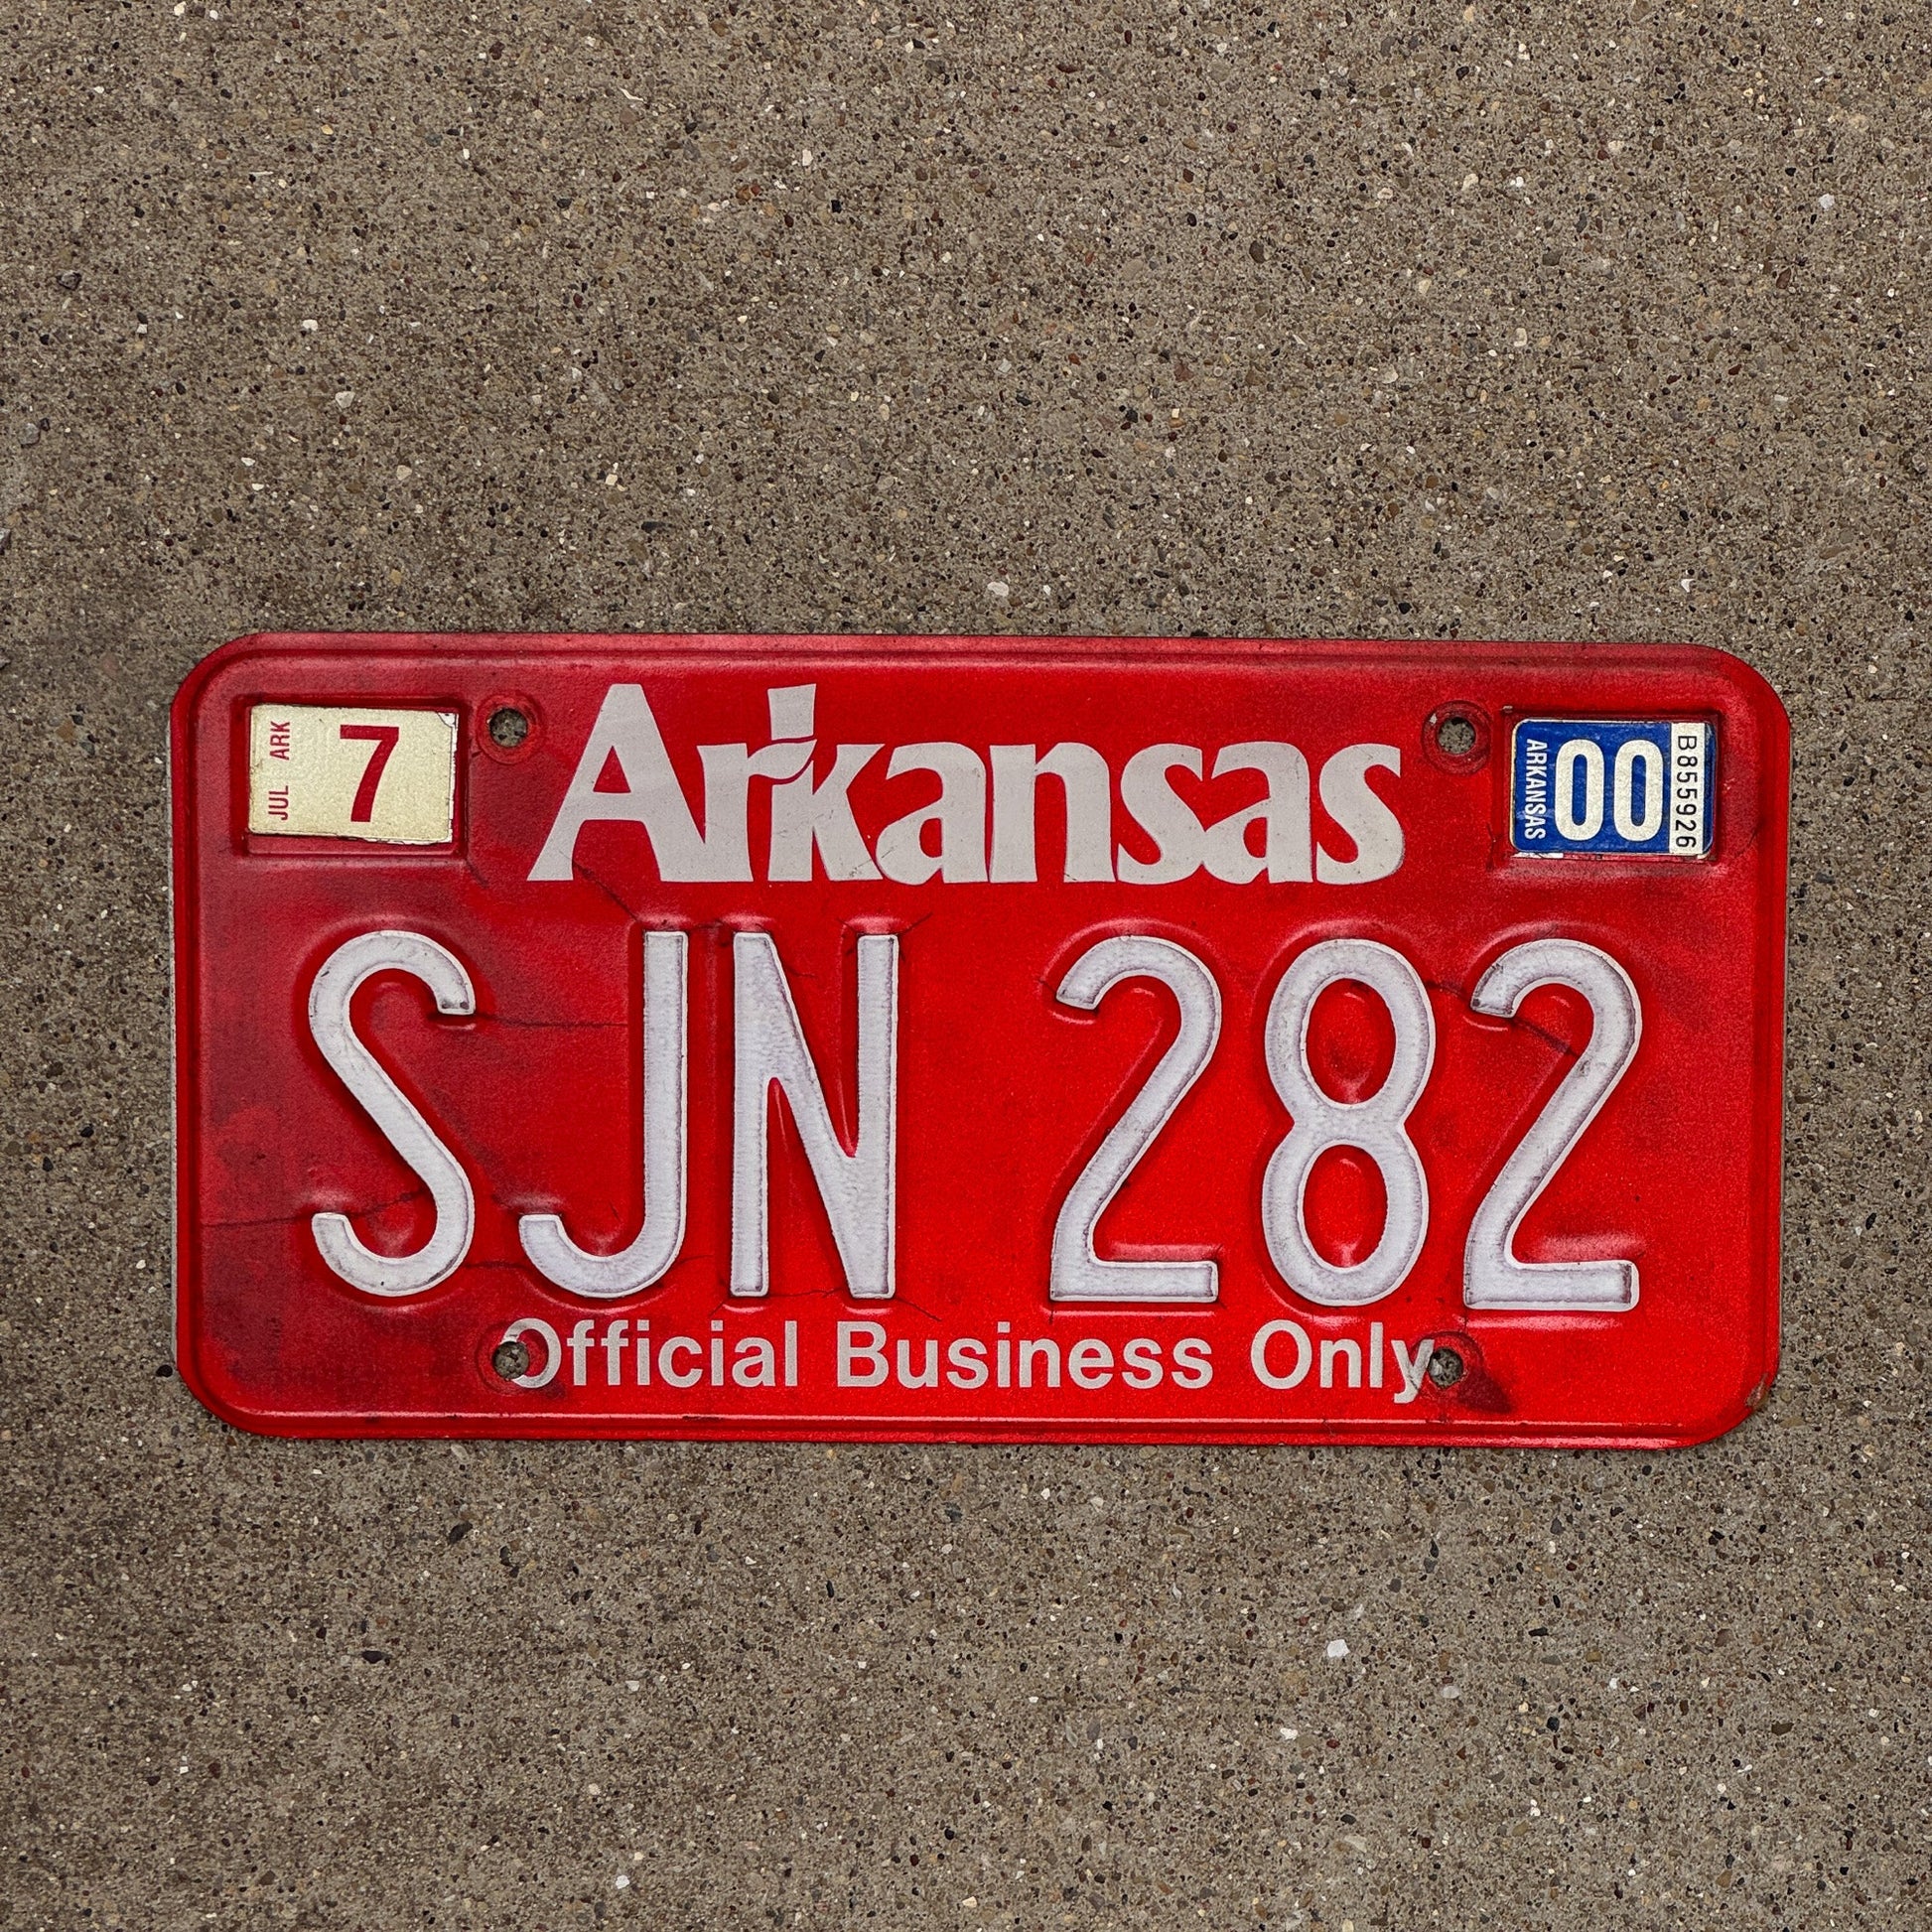 JUL ARK
7
Arkansas
ARKANSAS
00
B855926
SJN 282
Official Business Only